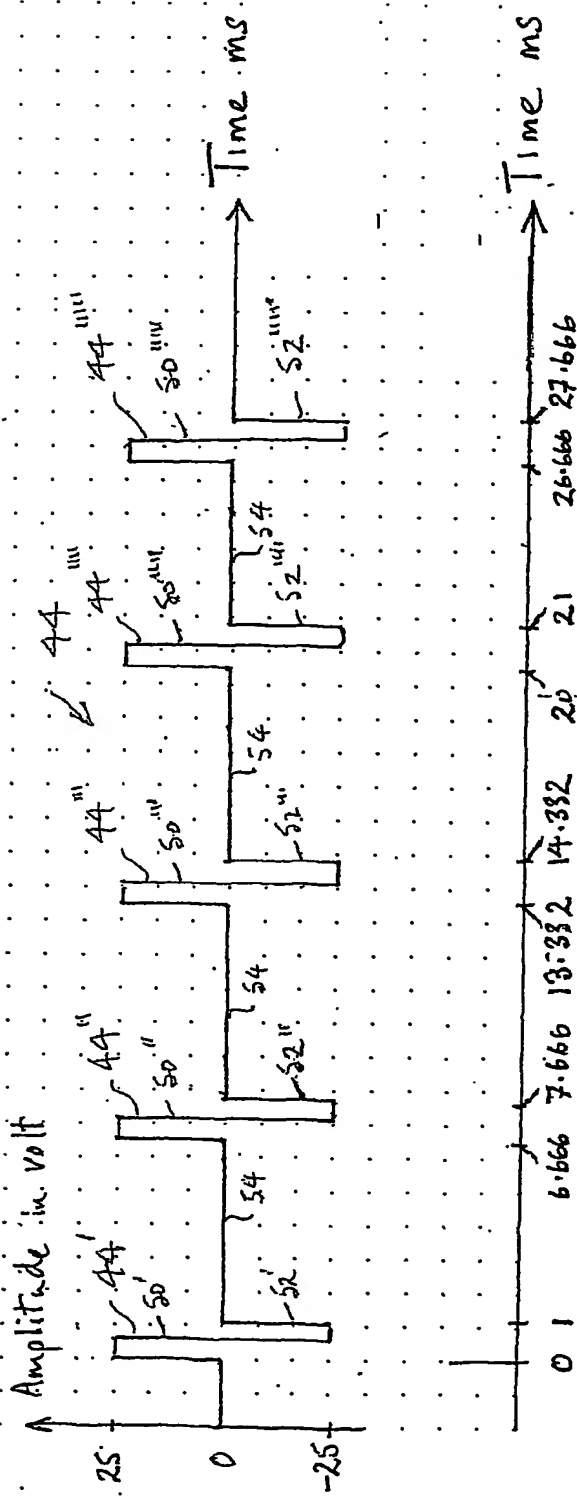 Amplitude in volt
44
44' 44'' 44''' 44'''' 44'''''
50' 50'' 50''' 50'''' 50'''''
25
0
-25
54 54 54 54
52' 52'' 52''' 52'''' 52'''''
Time ms
0 1 6.666 7.666 13.332 14.332 20 21 26.666 27.666
Time ms